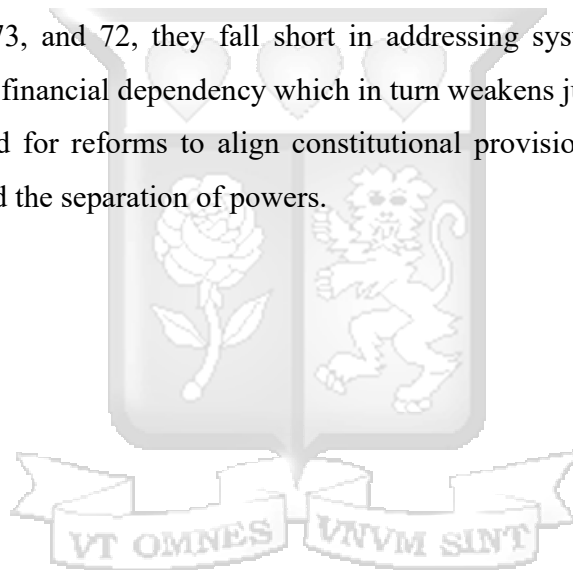 73, and 72, they fall short in addressing sys
financial dependency which in turn weakens ju
d for reforms to align constitutional provisio
d the separation of powers.
VT OMNES VNVM SINT